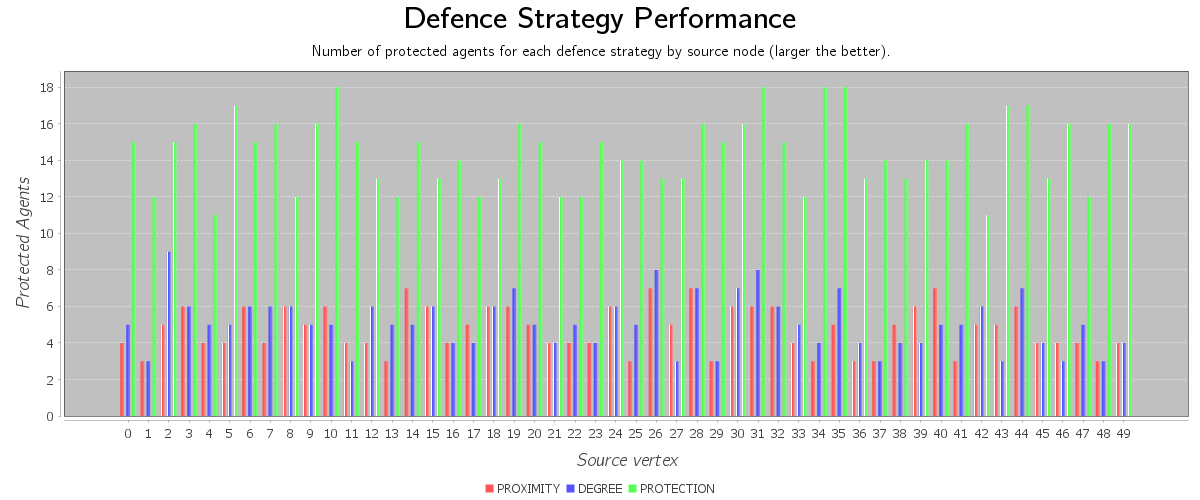 Defence Strategy Performance
Number of protected agents for each defence strategy by source node (larger the better).
Protected Agents
18
16
14
12
10
8
6
4
2
0
0 1 2 3 4 5 6 7 8 9 10 11 12 13 14 15 16 17 18 19 20 21 22 23 24 25 26 27 28 29 30 31 32 33 34 35 36 37 38 39 40 41 42 43 44 45 46 47 48 49
Source vertex
PROXIMITY DEGREE PROTECTION